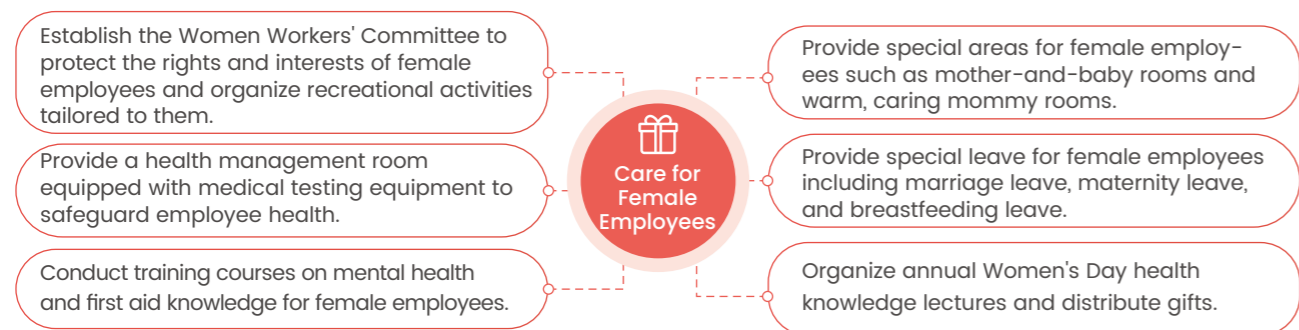 Establish the Women Workers' Committee to
protect the rights and interests of female
employees and organize recreational activities
tailored to them.
Provide a health management room
equipped with medical testing equipment to
safeguard employee health.
Conduct training courses on mental health
and first aid knowledge for female employees.
Care for
Female
Employees
Provide special areas for female employ-
ees such as mother-and-baby rooms and
warm, caring mommy rooms.
Provide special leave for female employees
including marriage leave, maternity leave,
and breastfeeding leave.
Organize annual Women's Day health
knowledge lectures and distribute gifts.